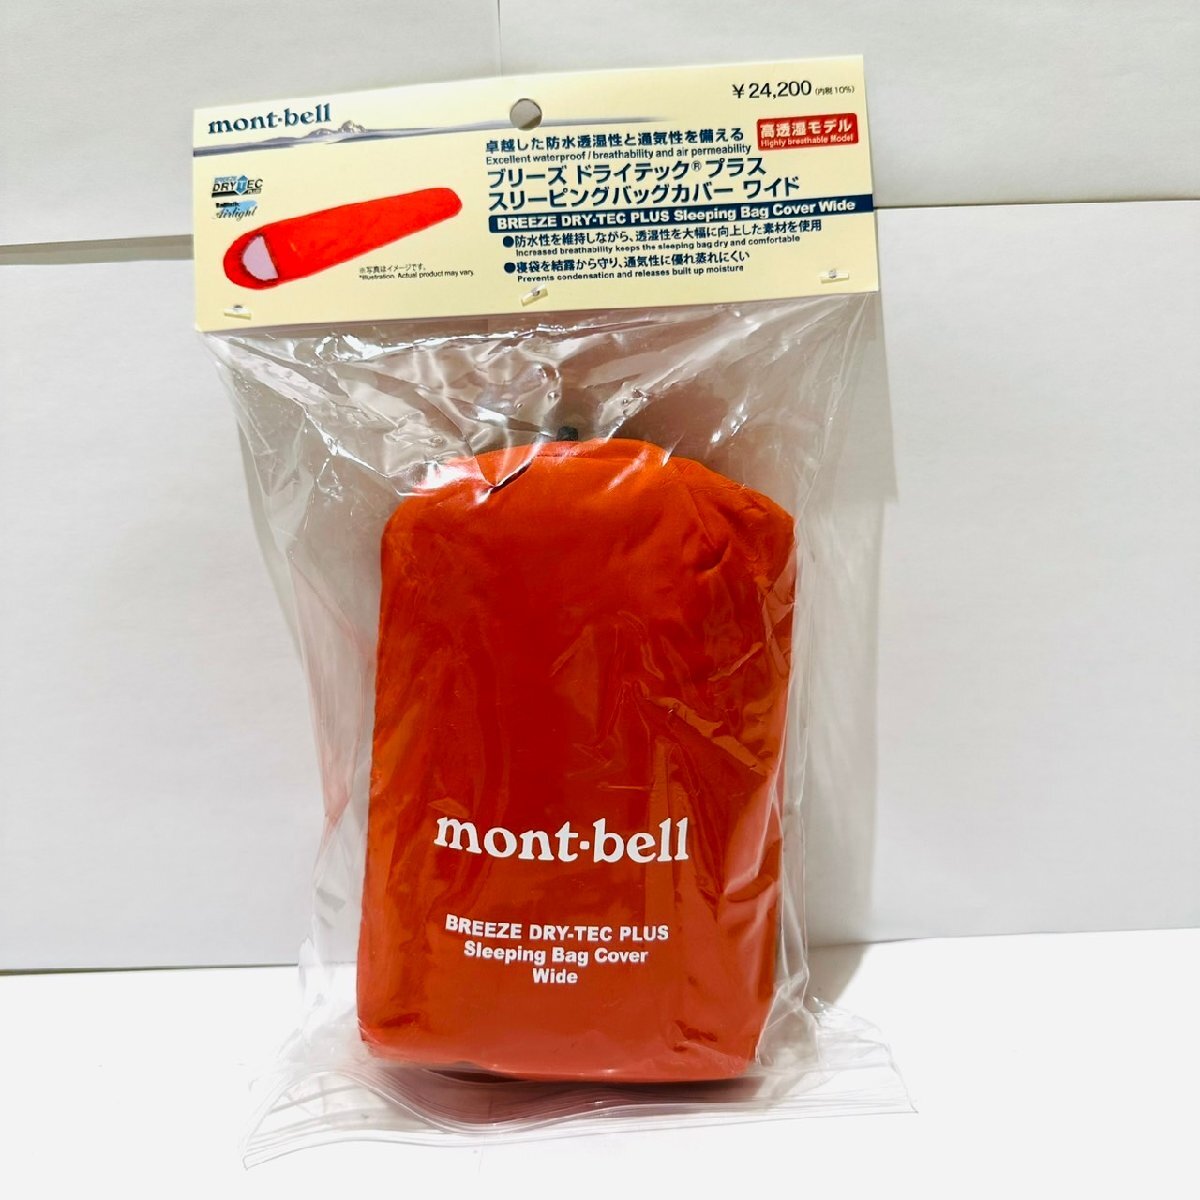 mont-bell
¥24,200(内税10%)
卓越した防水透湿性と通気性を備える
Excellent waterproof / breathability and air permeability
高透湿モデル
Highly breathable Model
ブリーズ ドライテック® プラス
スリーピングバッグカバー ワイド
BREEZE DRY-TEC PLUS Sleeping Bag Cover Wide
●防水性を維持しながら、透湿性を大幅に向上した素材を使用
Increased breathability keeps the sleeping bag dry and comfortable
●寝袋を結露から守り、通気性に優れ蒸れにくい
Prevents condensation and releases built up moisture
BREEZE
DRY-TEC
PLUS
Airlight
※写真はイメージです。
*Illustration. Actual product may vary.
mont-bell
BREEZE DRY-TEC PLUS
Sleeping Bag Cover
Wide